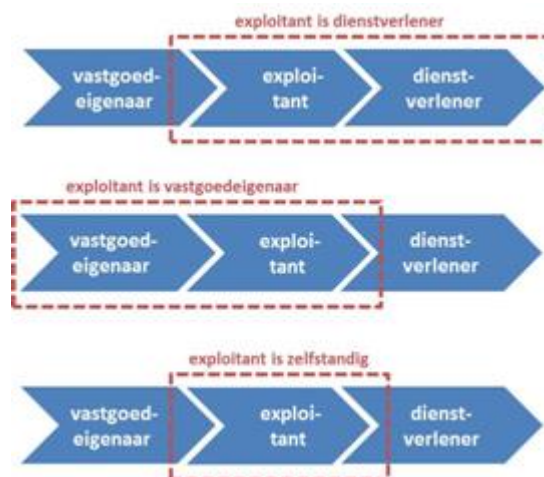 exploitant is dienstverlener
vastgoed-
eigenaar
exploi-
tant
dienst-
verlener
exploitant is vastgoedeigenaar
vastgoed-
eigenaar
exploi-
tant
dienst-
verlener
exploitant is zelfstandig
vastgoed-
eigenaar
exploi-
tant
dienst-
verlener